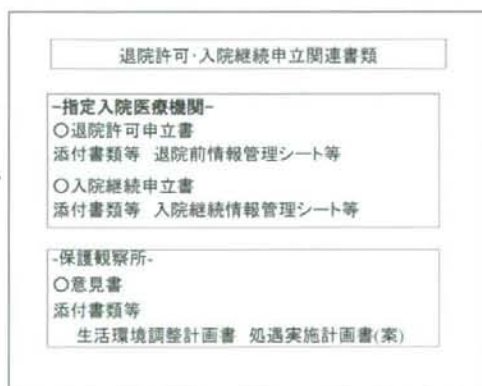 退院許可・入院継続申立関連書類
-指定入院医療機関-
〇退院許可申立書
添付書類等 退院前情報管理シート等
〇入院継続申立書
添付書類等 入院継続情報管理シート等
-保護観察所-
〇意見書
添付書類等
生活環境調整計画書 処遇実施計画書(案)